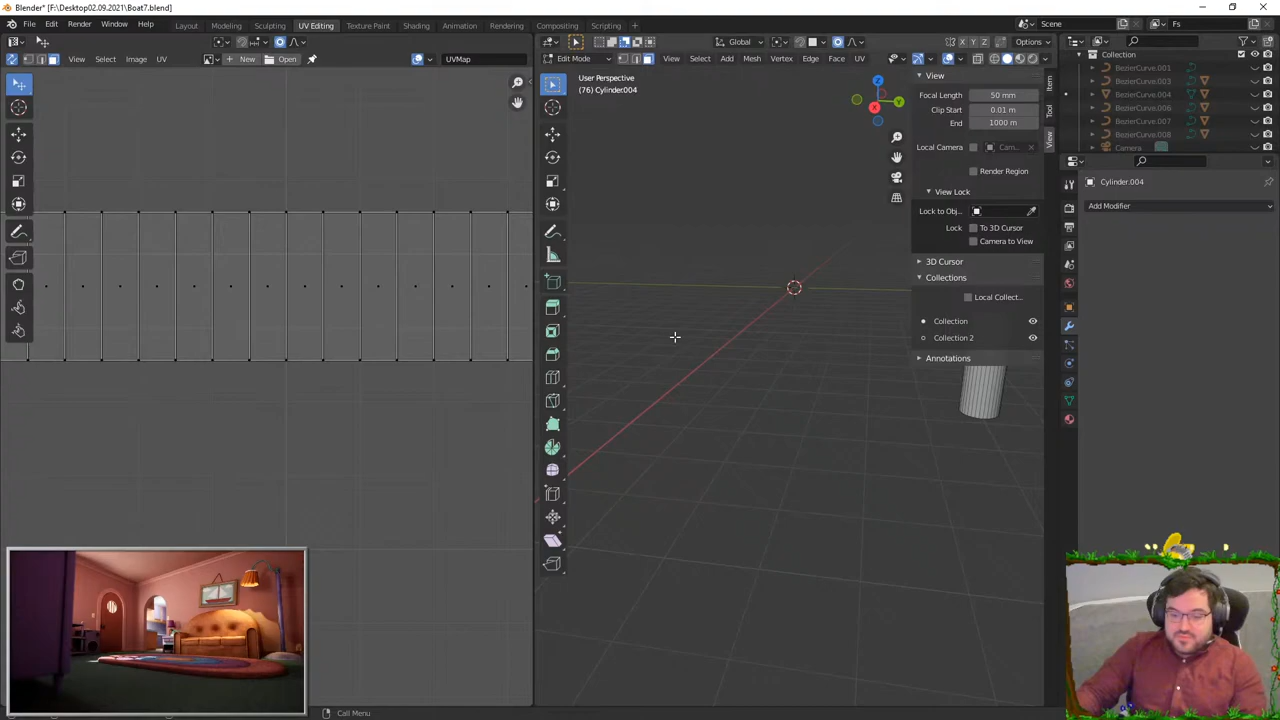 Blender* [F:\Desktop02.09.2021\Boat7.blend]
File Edit Render Window Help Layout Modeling Sculpting UV Editing Texture Paint Shading Animation Rendering Compositing Scripting + Scene Fs
Global Options
View Select Image UV New Open UVMap Edit Mode View Select Add Mesh Vertex Edge Face UV
User Perspective
(76) Cylinder.004
View
Focal Length 50 mm
Clip Start 0.01 m
End 1000 m
Local Camera Cam...
Render Region
View Lock
Lock to Obj...
Lock To 3D Cursor
Camera to View
3D Cursor
Collections
Local Collect...
Collection
Collection 2
Annotations
Item
Tool
View
Collection
BezierCurve.001
BezierCurve.003
BezierCurve.004
BezierCurve.006
BezierCurve.007
BezierCurve.008
Camera
Cylinder.004
Add Modifier
Call Menu
X Y Z
X Y